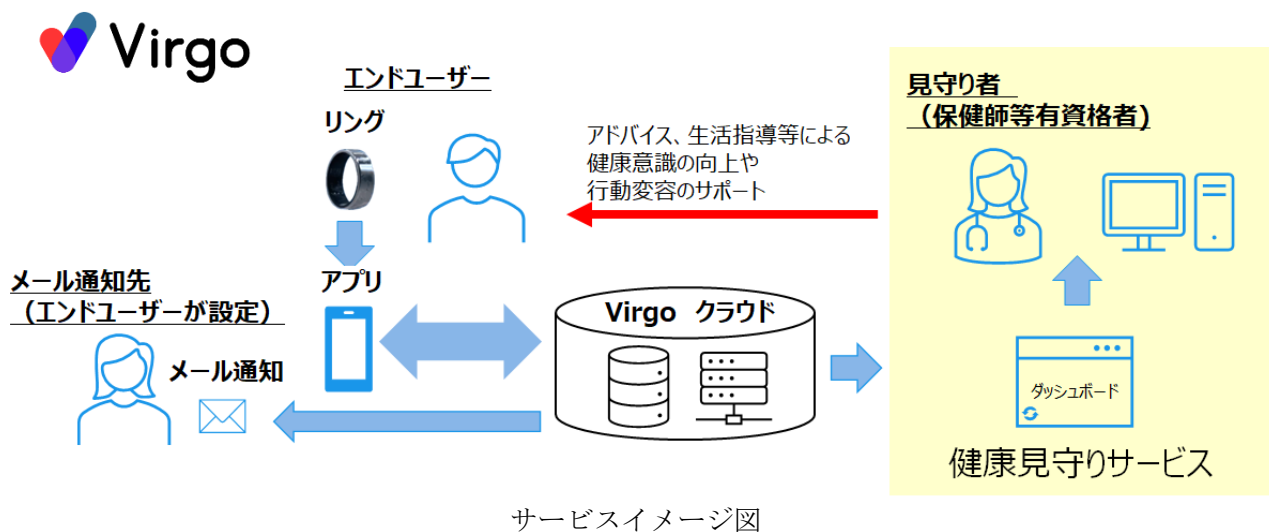 Virgo
エンドユーザー
リング
アドバイス、生活指導等による
健康意識の向上や
行動変容のサポート
見守り者
（保健師等有資格者)
メール通知先
（エンドユーザーが設定）
アプリ
メール通知
Virgo クラウド
ダッシュボード
健康見守りサービス
サービスイメージ図